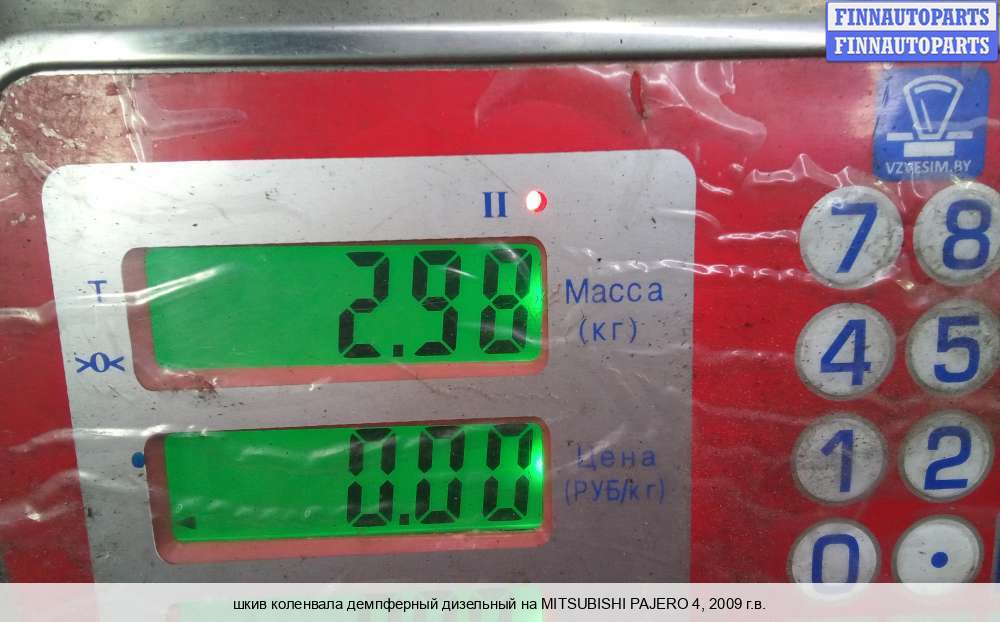 FINNAUTOPARTS
FINNAUTOPARTS
VZVESIM.BY
II
T
2.98
Масса
(кг)
>0<
0.00
Цена
(РУБ/кг)
7 8
4 5
1 2
0 .
шкив коленвала демпферный дизельный на MITSUBISHI PAJERO 4, 2009 г.в.